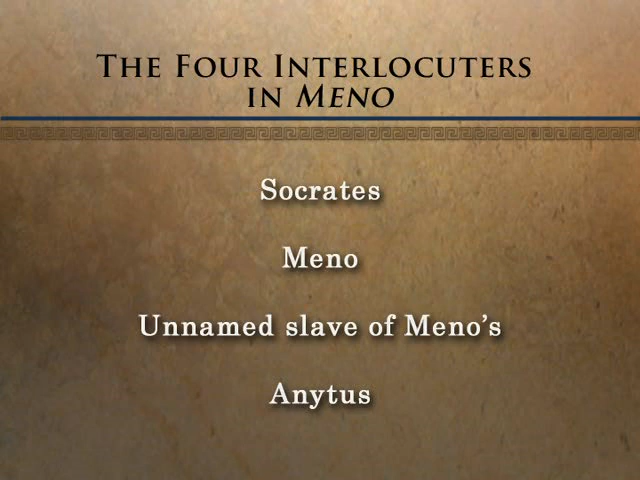 The Four Interlocuters
in Meno
Socrates
Meno
Unnamed slave of Meno’s
Anytus